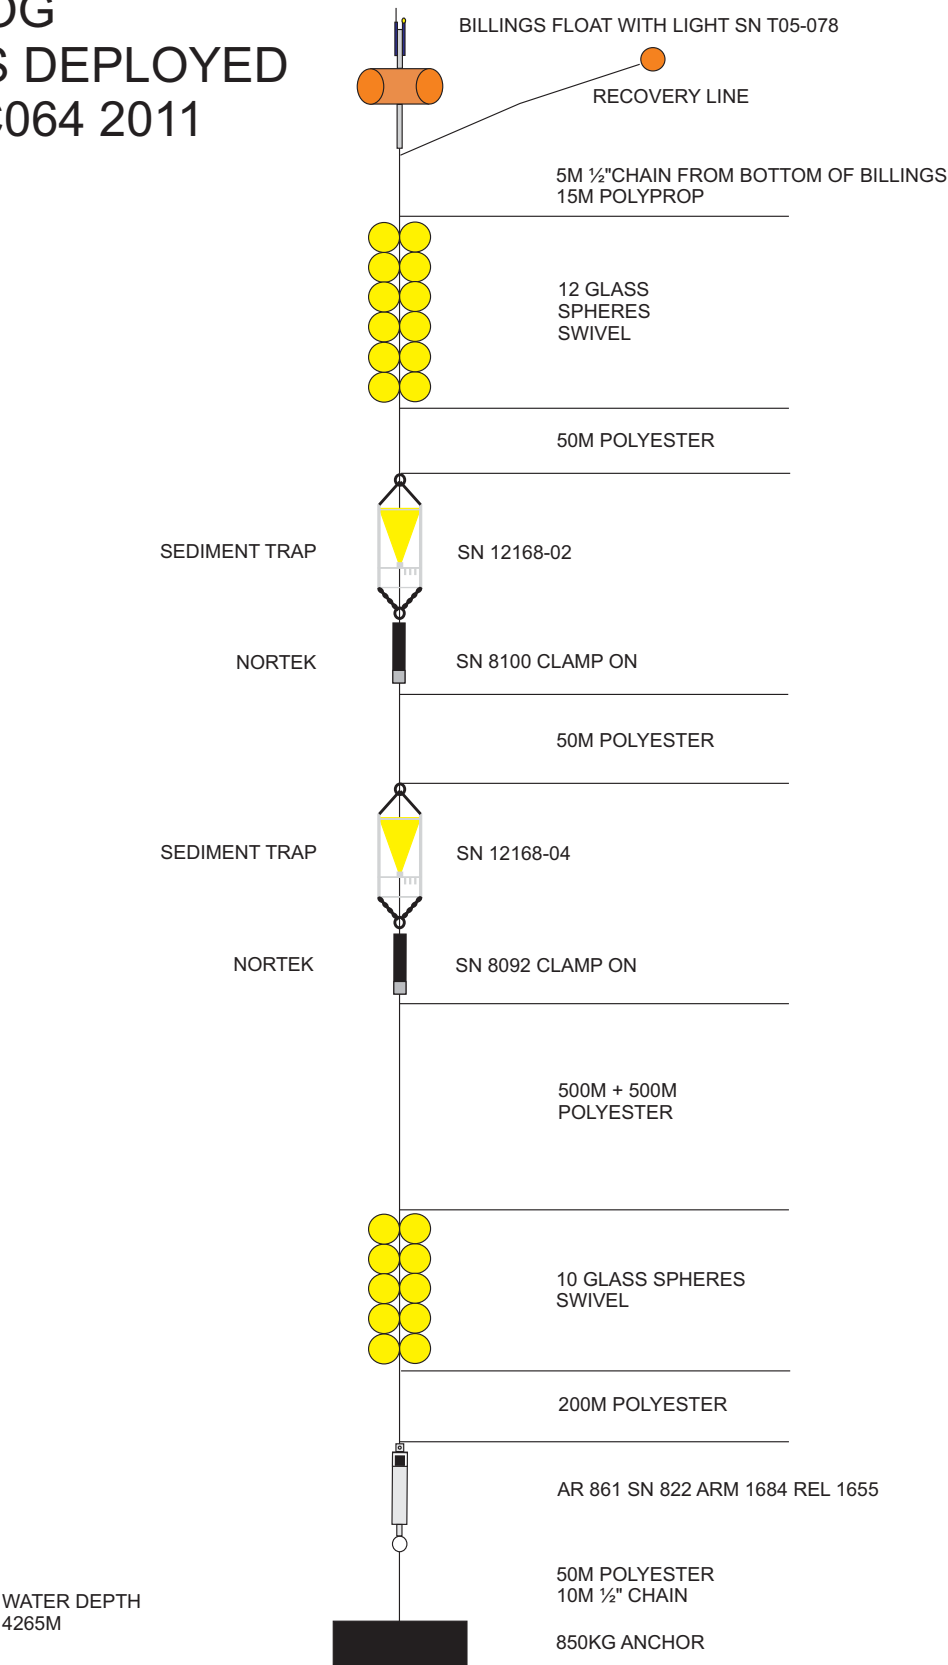 DEPLOYED
2011
BILLINGS FLOAT WITH LIGHT SN T05-078
RECOVERY LINE
5M ½"CHAIN FROM BOTTOM OF BILLINGS
15M POLYPROP
12 GLASS
SPHERES
SWIVEL
50M POLYESTER
SEDIMENT TRAP
SN 12168-02
NORTEK
SN 8100 CLAMP ON
50M POLYESTER
SEDIMENT TRAP
SN 12168-04
NORTEK
SN 8092 CLAMP ON
500M + 500M
POLYESTER
10 GLASS SPHERES
SWIVEL
200M POLYESTER
AR 861 SN 822 ARM 1684 REL 1655
50M POLYESTER
10M ½" CHAIN
WATER DEPTH
4265M
850KG ANCHOR